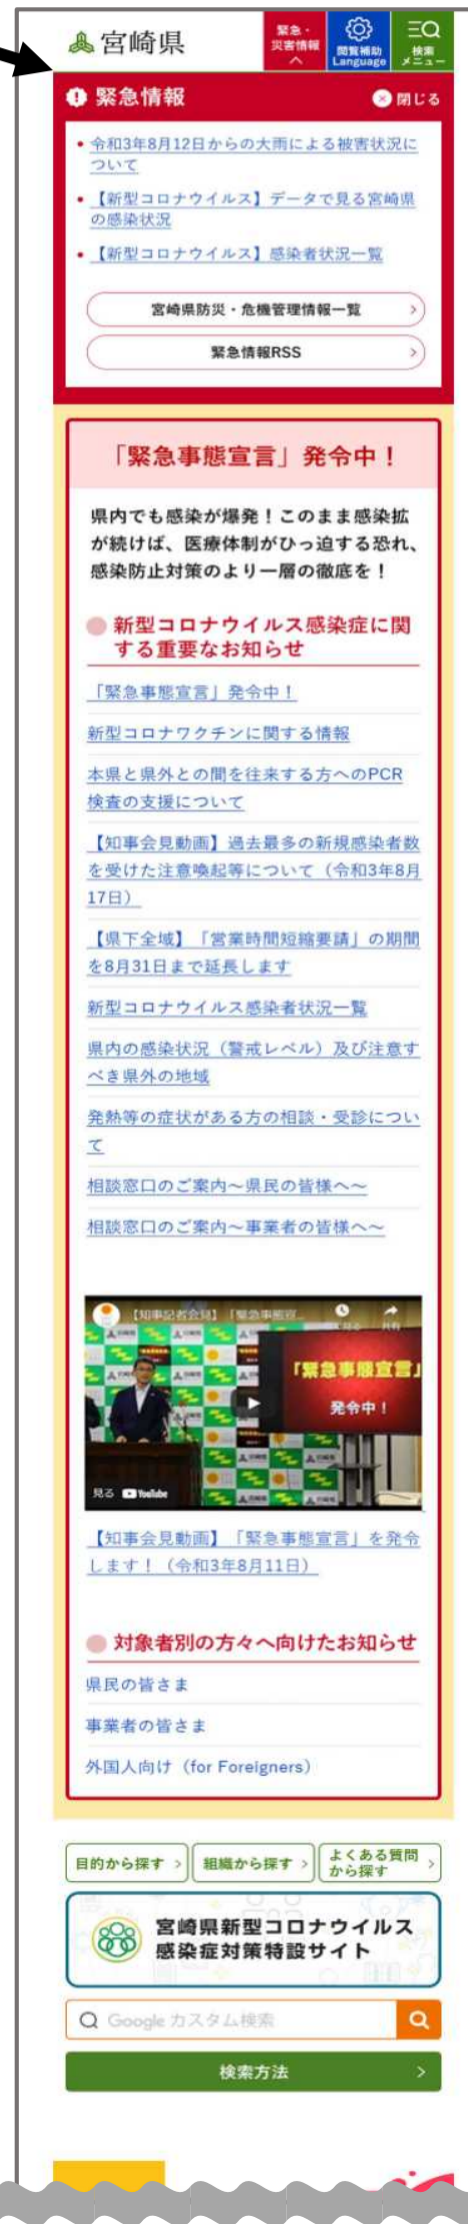 宮崎県
緊急・
災害情報
閲覧補助
Language
検索
メニュー
緊急情報
閉じる
令和3年8月12日からの大雨による被害状況に
ついて
【新型コロナウイルス】データで見る宮崎県
の感染状況
【新型コロナウイルス】感染者状況一覧
宮崎県防災・危機管理情報一覧
緊急情報RSS
「緊急事態宣言」発令中！
県内でも感染が爆発！このまま感染拡
が続けば、医療体制がひっ迫する恐れ、
感染防止対策のより一層の徹底を！
新型コロナウイルス感染症に関
する重要なお知らせ
「緊急事態宣言」発令中！
新型コロナワクチンに関する情報
本県と県外との間を往来する方へのPCR
検査の支援について
【知事会見動画】過去最多の新規感染者数
を受けた注意喚起等について（令和3年8月
17日）
【県下全域】「営業時間短縮要請」の期間
を8月31日まで延長します
新型コロナウイルス感染者状況一覧
県内の感染状況（警戒レベル）及び注意す
べき県外の地域
発熱等の症状がある方の相談・受診につい
て
相談窓口のご案内～県民の皆様へ～
相談窓口のご案内～事業者の皆様へ～
【知事記者会見】「緊急事態宣...
共有
「緊急事態宣言」
発令中！
見る YouTube
【知事会見動画】「緊急事態宣言」を発令
します！（令和3年8月11日）
対象者別の方々へ向けたお知らせ
県民の皆さま
事業者の皆さま
外国人向け（for Foreigners）
目的から探す
組織から探す
よくある質問
から探す
宮崎県新型コロナウイルス
感染症対策特設サイト
Google カスタム検索
検索方法